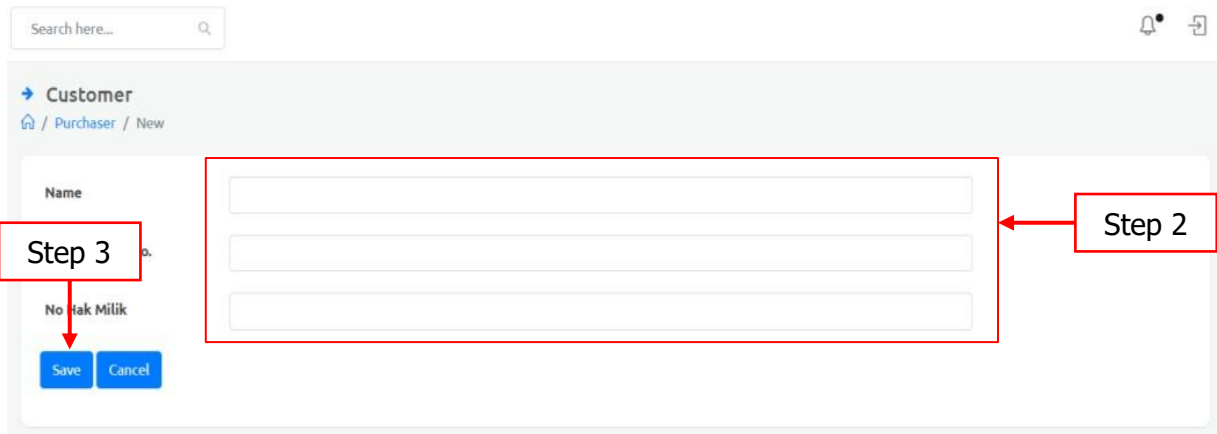 Search here...
Customer
/ Purchaser / New
Name
Step 2
Step 3
o.
No Hak Milik
Save Cancel